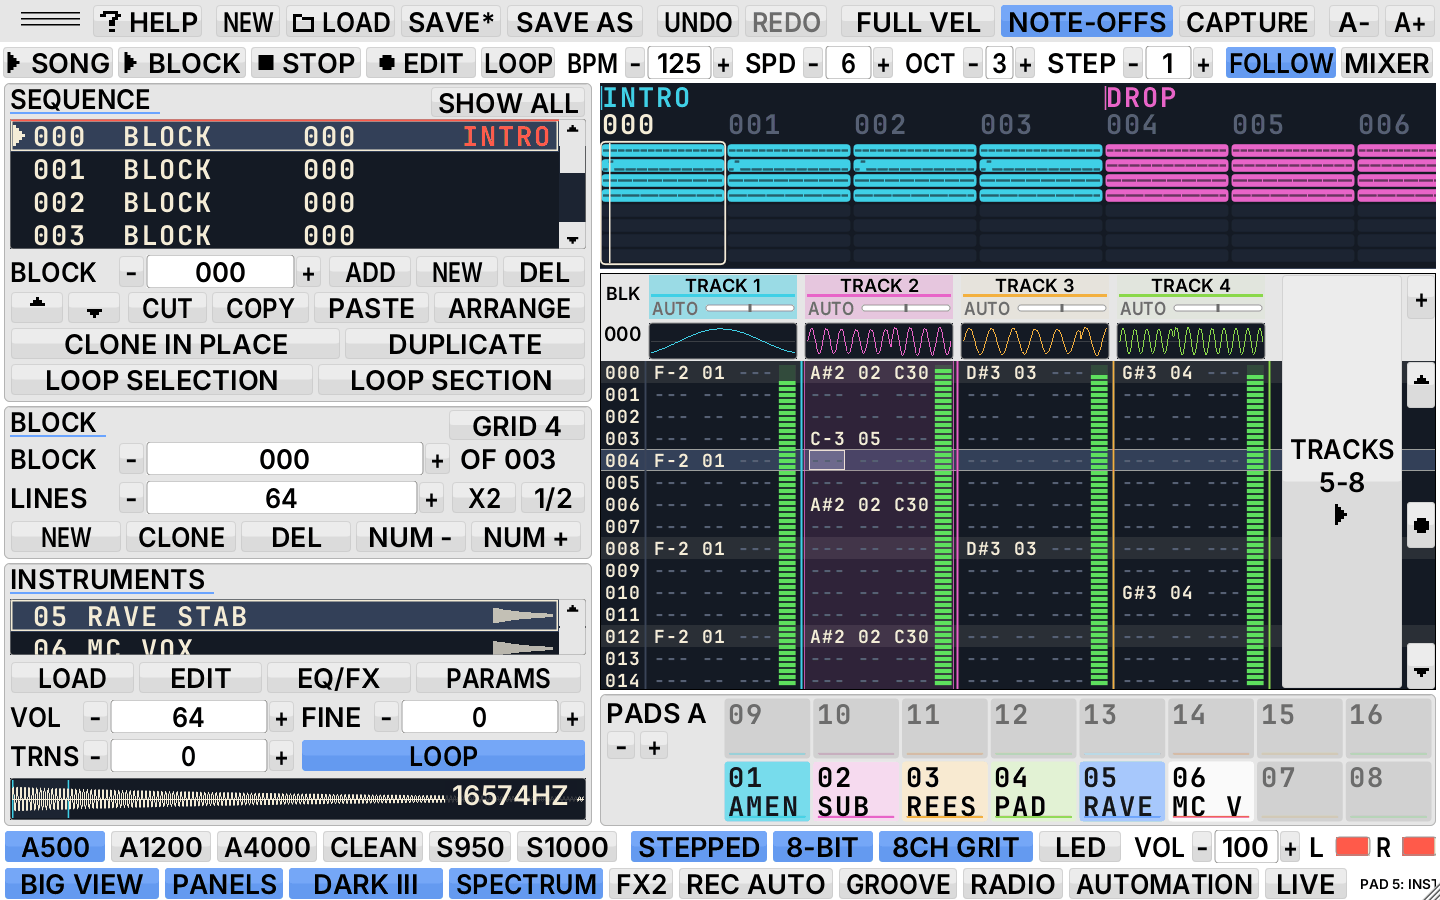 ? HELP NEW LOAD SAVE* SAVE AS UNDO REDO FULL VEL NOTE-OFFS CAPTURE A- A+
SONG BLOCK STOP EDIT LOOP BPM - 125 + SPD - 6 + OCT - 3 + STEP - 1 + FOLLOW MIXER
SEQUENCE SHOW ALL
000 BLOCK 000 INTRO
001 BLOCK 000
002 BLOCK 000
003 BLOCK 000
BLOCK - 000 + ADD NEW DEL
CUT COPY PASTE ARRANGE
CLONE IN PLACE DUPLICATE
LOOP SELECTION LOOP SECTION
BLOCK GRID 4
BLOCK - 000 + OF 003
LINES - 64 + X2 1/2
NEW CLONE DEL NUM - NUM +
INSTRUMENTS
05 RAVE STAB
06 MC VOX
LOAD EDIT EQ/FX PARAMS
VOL - 64 + FINE - 0 +
TRNS - 0 + LOOP
16574HZ
INTRO DROP
000 001 002 003 004 005 006
BLK TRACK 1 TRACK 2 TRACK 3 TRACK 4 +
AUTO AUTO AUTO AUTO
000
000 F-2 01 --- A#2 02 C30 D#3 03 --- G#3 04 ---
001 --- -- --- --- -- --- --- -- --- --- -- ---
002 --- -- --- --- -- --- --- -- --- --- -- ---
003 --- -- --- C-3 05 --- --- -- --- --- -- ---
004 F-2 01 --- --- -- --- --- -- --- --- -- ---
005 --- -- --- --- -- --- --- -- --- --- -- ---
006 --- -- --- A#2 02 C30 --- -- --- --- -- ---
007 --- -- --- --- -- --- --- -- --- --- -- ---
008 F-2 01 --- --- -- --- D#3 03 --- --- -- ---
009 --- -- --- --- -- --- --- -- --- --- -- ---
010 --- -- --- --- -- --- --- -- --- G#3 04 ---
011 --- -- --- --- -- --- --- -- --- --- -- ---
012 F-2 01 --- A#2 02 C30 --- -- --- --- -- ---
013 --- -- --- --- -- --- --- -- --- --- -- ---
014 --- -- --- --- -- --- --- -- --- --- -- ---
TRACKS
5-8
PADS A
- +
09 10 11 12 13 14 15 16
01 02 03 04 05 06 07 08
AMEN SUB REES PAD RAVE MC V
A500 A1200 A4000 CLEAN S950 S1000 STEPPED 8-BIT 8CH GRIT LED VOL - 100 + L R
BIG VIEW PANELS DARK III SPECTRUM FX2 REC AUTO GROOVE RADIO AUTOMATION LIVE PAD 5: INST